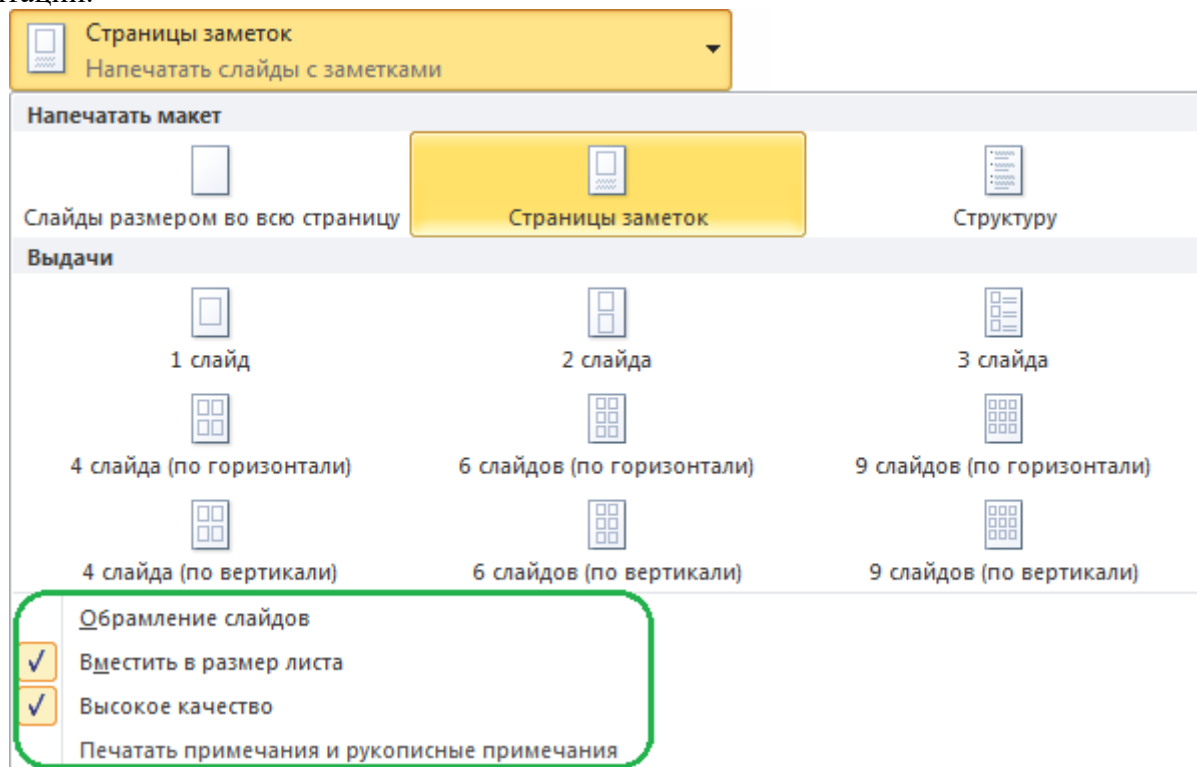 Страницы заметок
Напечатать слайды с заметками
Напечатать макет
Слайды размером во всю страницу Страницы заметок Структуру
Выдачи
1 слайд 2 слайда 3 слайда
4 слайда (по горизонтали) 6 слайдов (по горизонтали) 9 слайдов (по горизонтали)
4 слайда (по вертикали) 6 слайдов (по вертикали) 9 слайдов (по вертикали)
Обрамление слайдов
Вместить в размер листа
Высокое качество
Печатать примечания и рукописные примечания